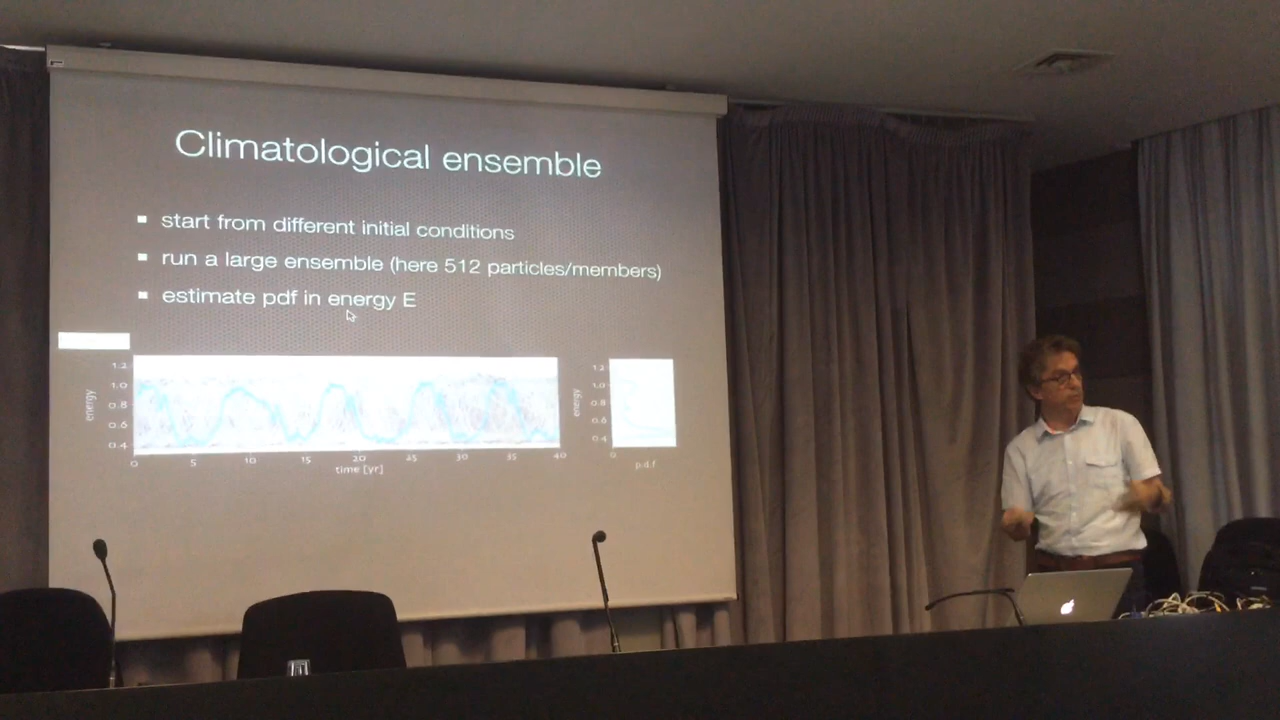 Climatological ensemble
start from different initial conditions
run a large ensemble (here 512 particles/members)
estimate pdf in energy E
energy
1.2
1.0
0.8
0.6
0.4
0 5 10 15 20 25 30 35 40
time [yr]
energy
1.2
1.0
0.8
0.6
0.4
0
p.d.f